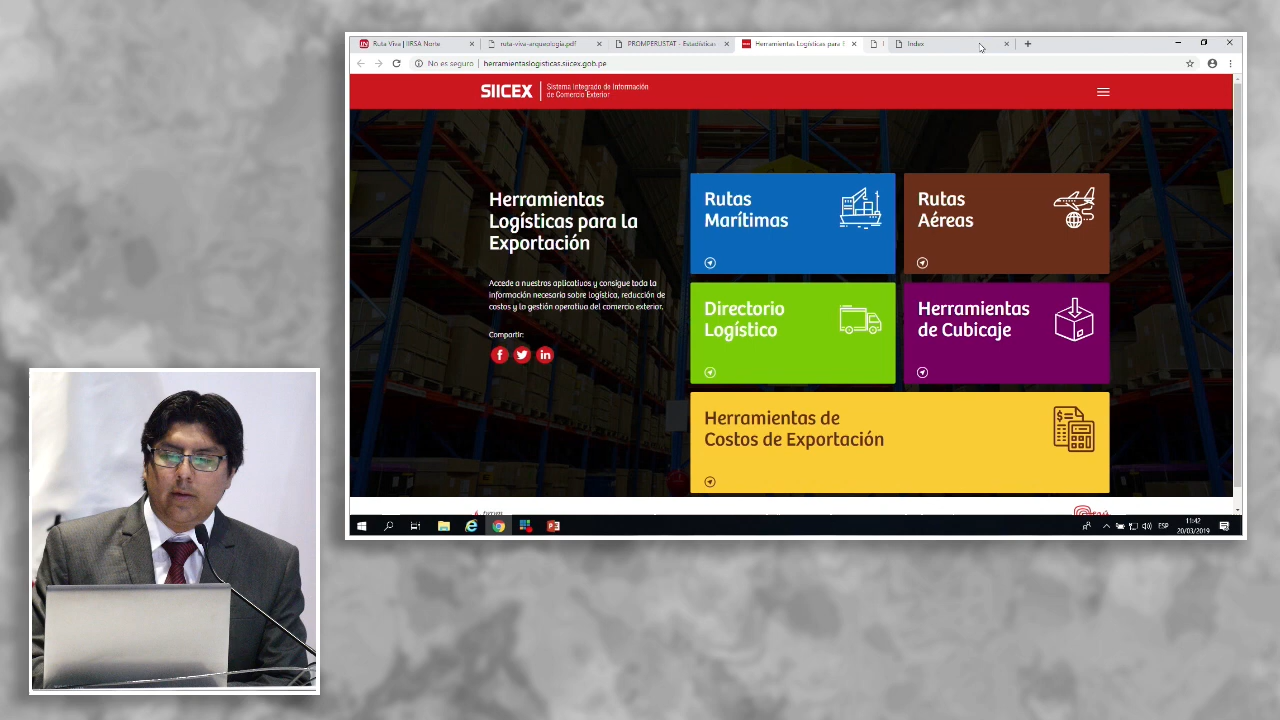 Ruta Viva | IIRSA Norte
ruta-viva-arqueologia.pdf
PROMPERUSTAT - Estadísticas
Herramientas Logísticas para l
Index
No es seguro | herramientaslogisticas.siicex.gob.pe
SIICEX
Sistema Integrado de Información
de Comercio Exterior
Herramientas
Logísticas para la
Exportación
Accede a nuestros aplicativos y consigue toda la
información necesaria sobre logística, reducción de
costos y la gestión operativa del comercio exterior.
Compartir:
Rutas
Marítimas
Rutas
Aéreas
Directorio
Logístico
Herramientas
de Cubicaje
Herramientas de
Costos de Exportación
ESP
11:42
20/03/2019